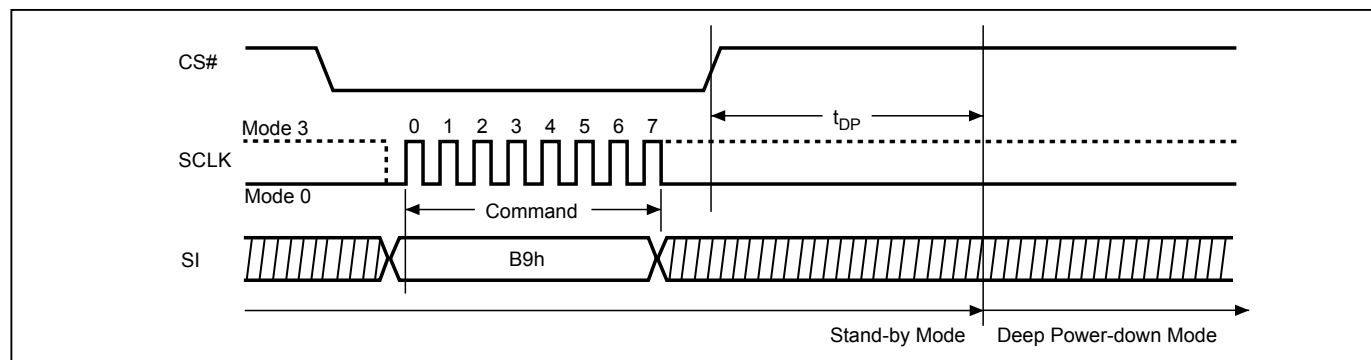 CS#
tDP
Mode 3
0 1 2 3 4 5 6 7
SCLK
Mode 0
Command
SI
B9h
Stand-by Mode
Deep Power-down Mode